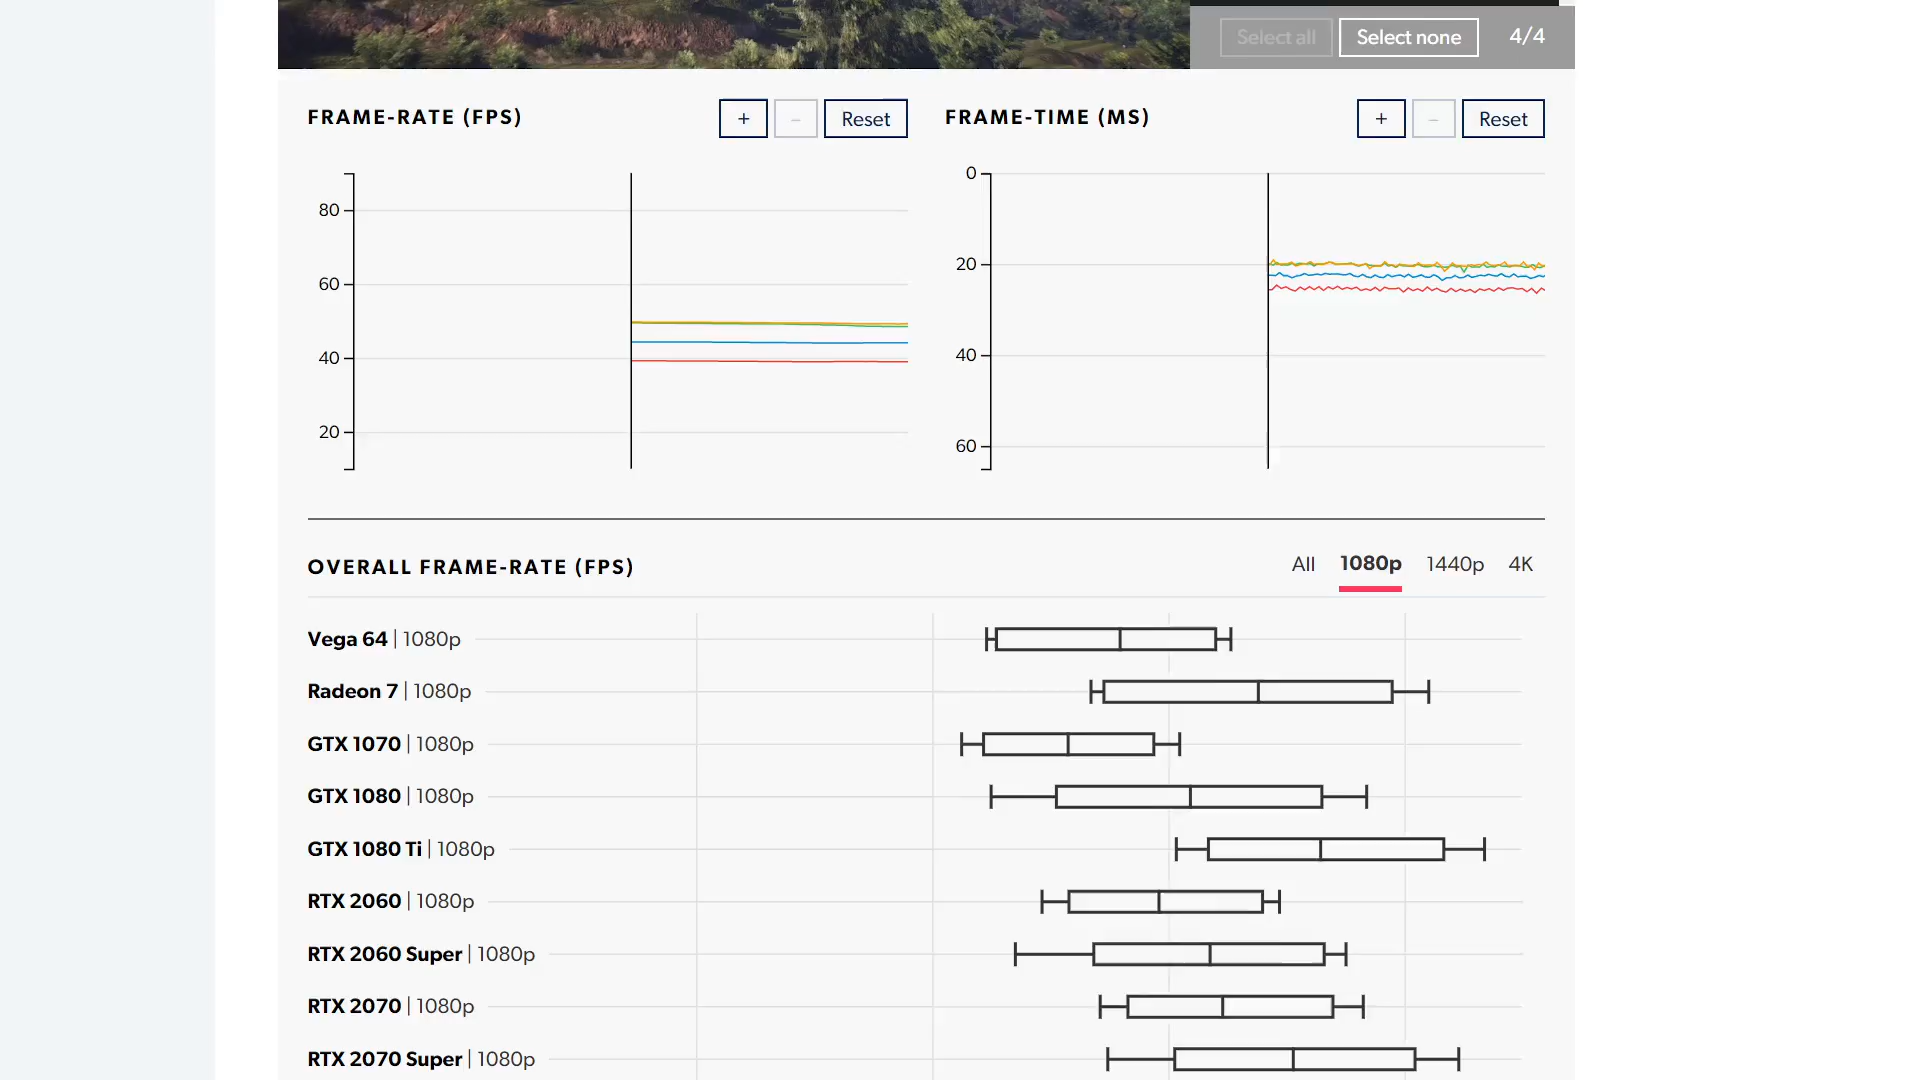 Select all Select none 4/4
FRAME-RATE (FPS) + – Reset
80
60
40
20
FRAME-TIME (MS) + – Reset
0
20
40
60
OVERALL FRAME-RATE (FPS) All 1080p 1440p 4K
Vega 64 | 1080p
Radeon 7 | 1080p
GTX 1070 | 1080p
GTX 1080 | 1080p
GTX 1080 Ti | 1080p
RTX 2060 | 1080p
RTX 2060 Super | 1080p
RTX 2070 | 1080p
RTX 2070 Super | 1080p